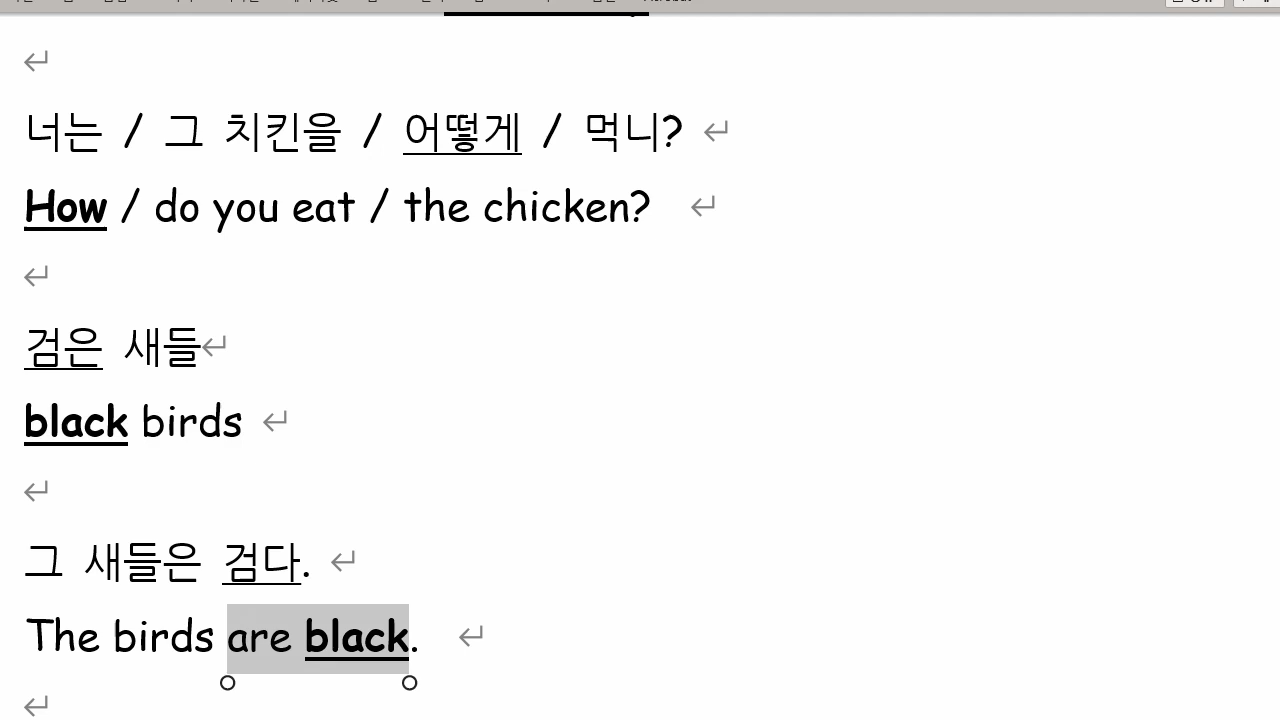 너는 / 그 치킨을 / 어떻게 / 먹니?
How / do you eat / the chicken?
검은 새들
black birds
그 새들은 검다.
The birds are black.